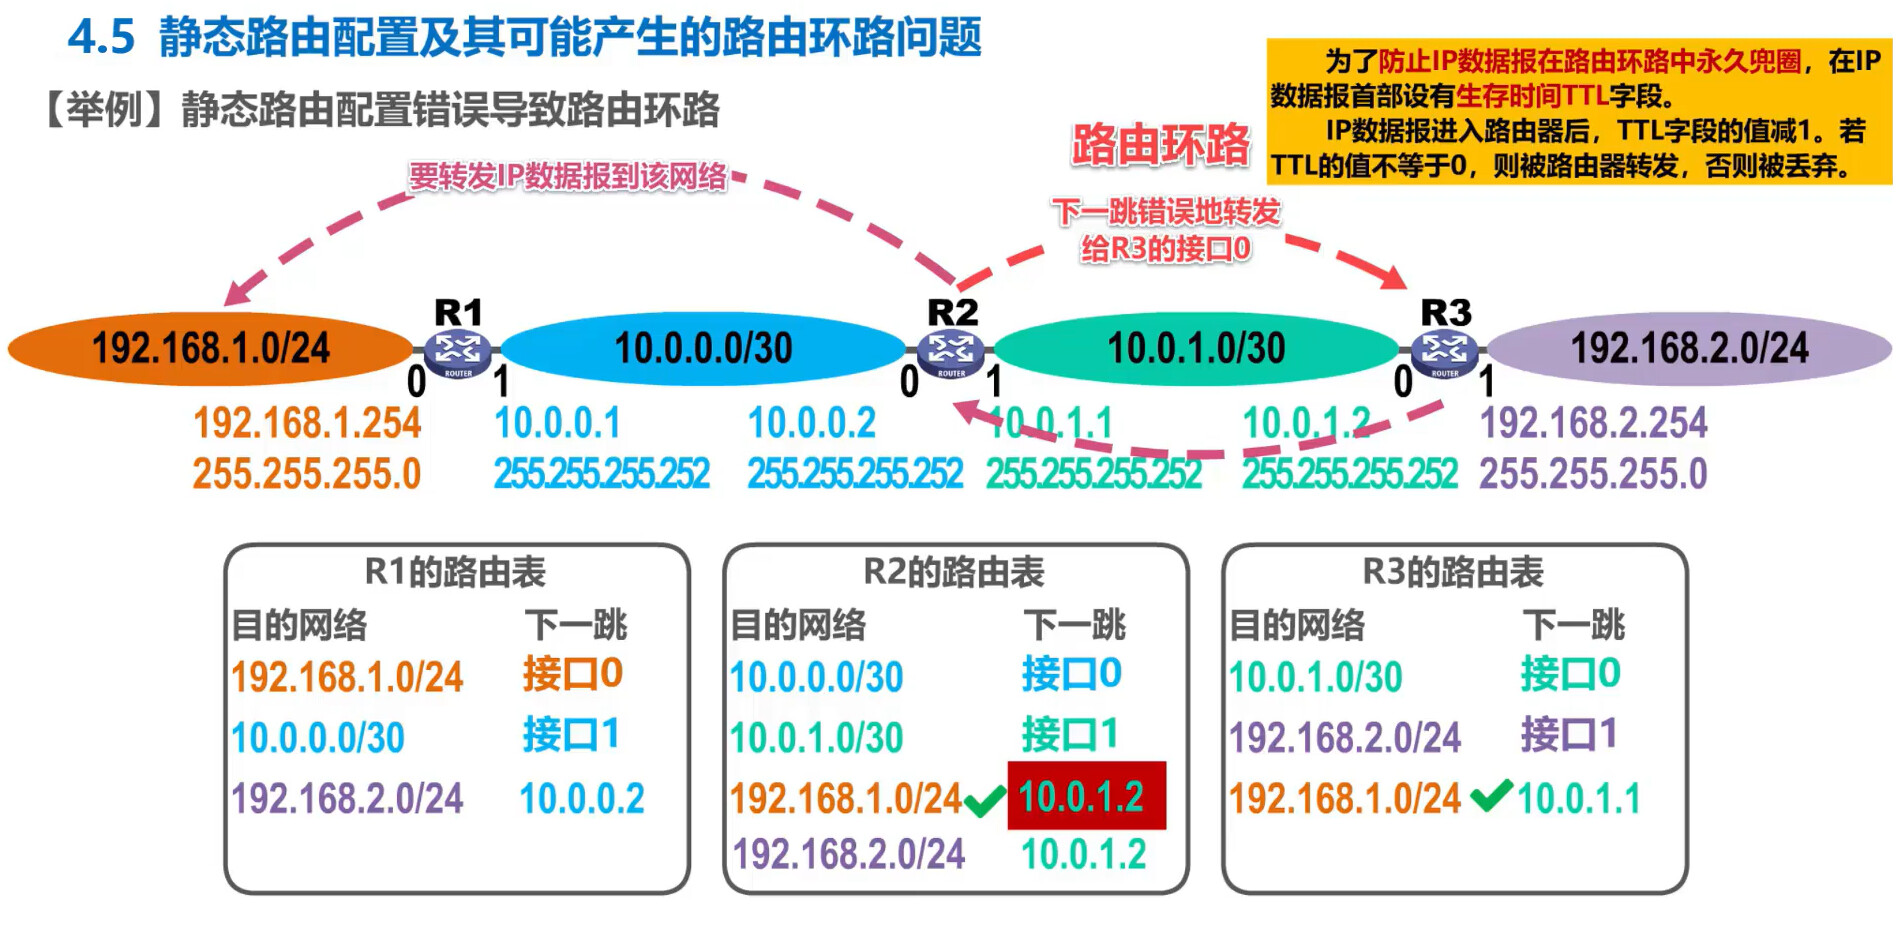 4.5 静态路由配置及其可能产生的路由环路问题
【举例】静态路由配置错误导致路由环路
为了防止IP数据报在路由环路中永久兜圈，在IP
数据报首部设有生存时间TTL字段。
IP数据报进入路由器后，TTL字段的值减1。若
TTL的值不等于0，则被路由器转发，否则被丢弃。
路由环路
要转发IP数据报到该网络
下一跳错误地转发
给R3的接口0
R1
R2
R3
192.168.1.0/24
ROUTER
10.0.0.0/30
ROUTER
10.0.1.0/30
ROUTER
192.168.2.0/24
0
1
0
1
0
1
192.168.1.254
10.0.0.1
10.0.0.2
10.0.1.1
10.0.1.2
192.168.2.254
255.255.255.0
255.255.255.252
255.255.255.252
255.255.255.252
255.255.255.252
255.255.255.0
R1的路由表
目的网络 下一跳
192.168.1.0/24 接口0
10.0.0.0/30 接口1
192.168.2.0/24 10.0.0.2
R2的路由表
目的网络 下一跳
10.0.0.0/30 接口0
10.0.1.0/30 接口1
192.168.1.0/24 10.0.1.2
192.168.2.0/24 10.0.1.2
R3的路由表
目的网络 下一跳
10.0.1.0/30 接口0
192.168.2.0/24 接口1
192.168.1.0/24 10.0.1.1